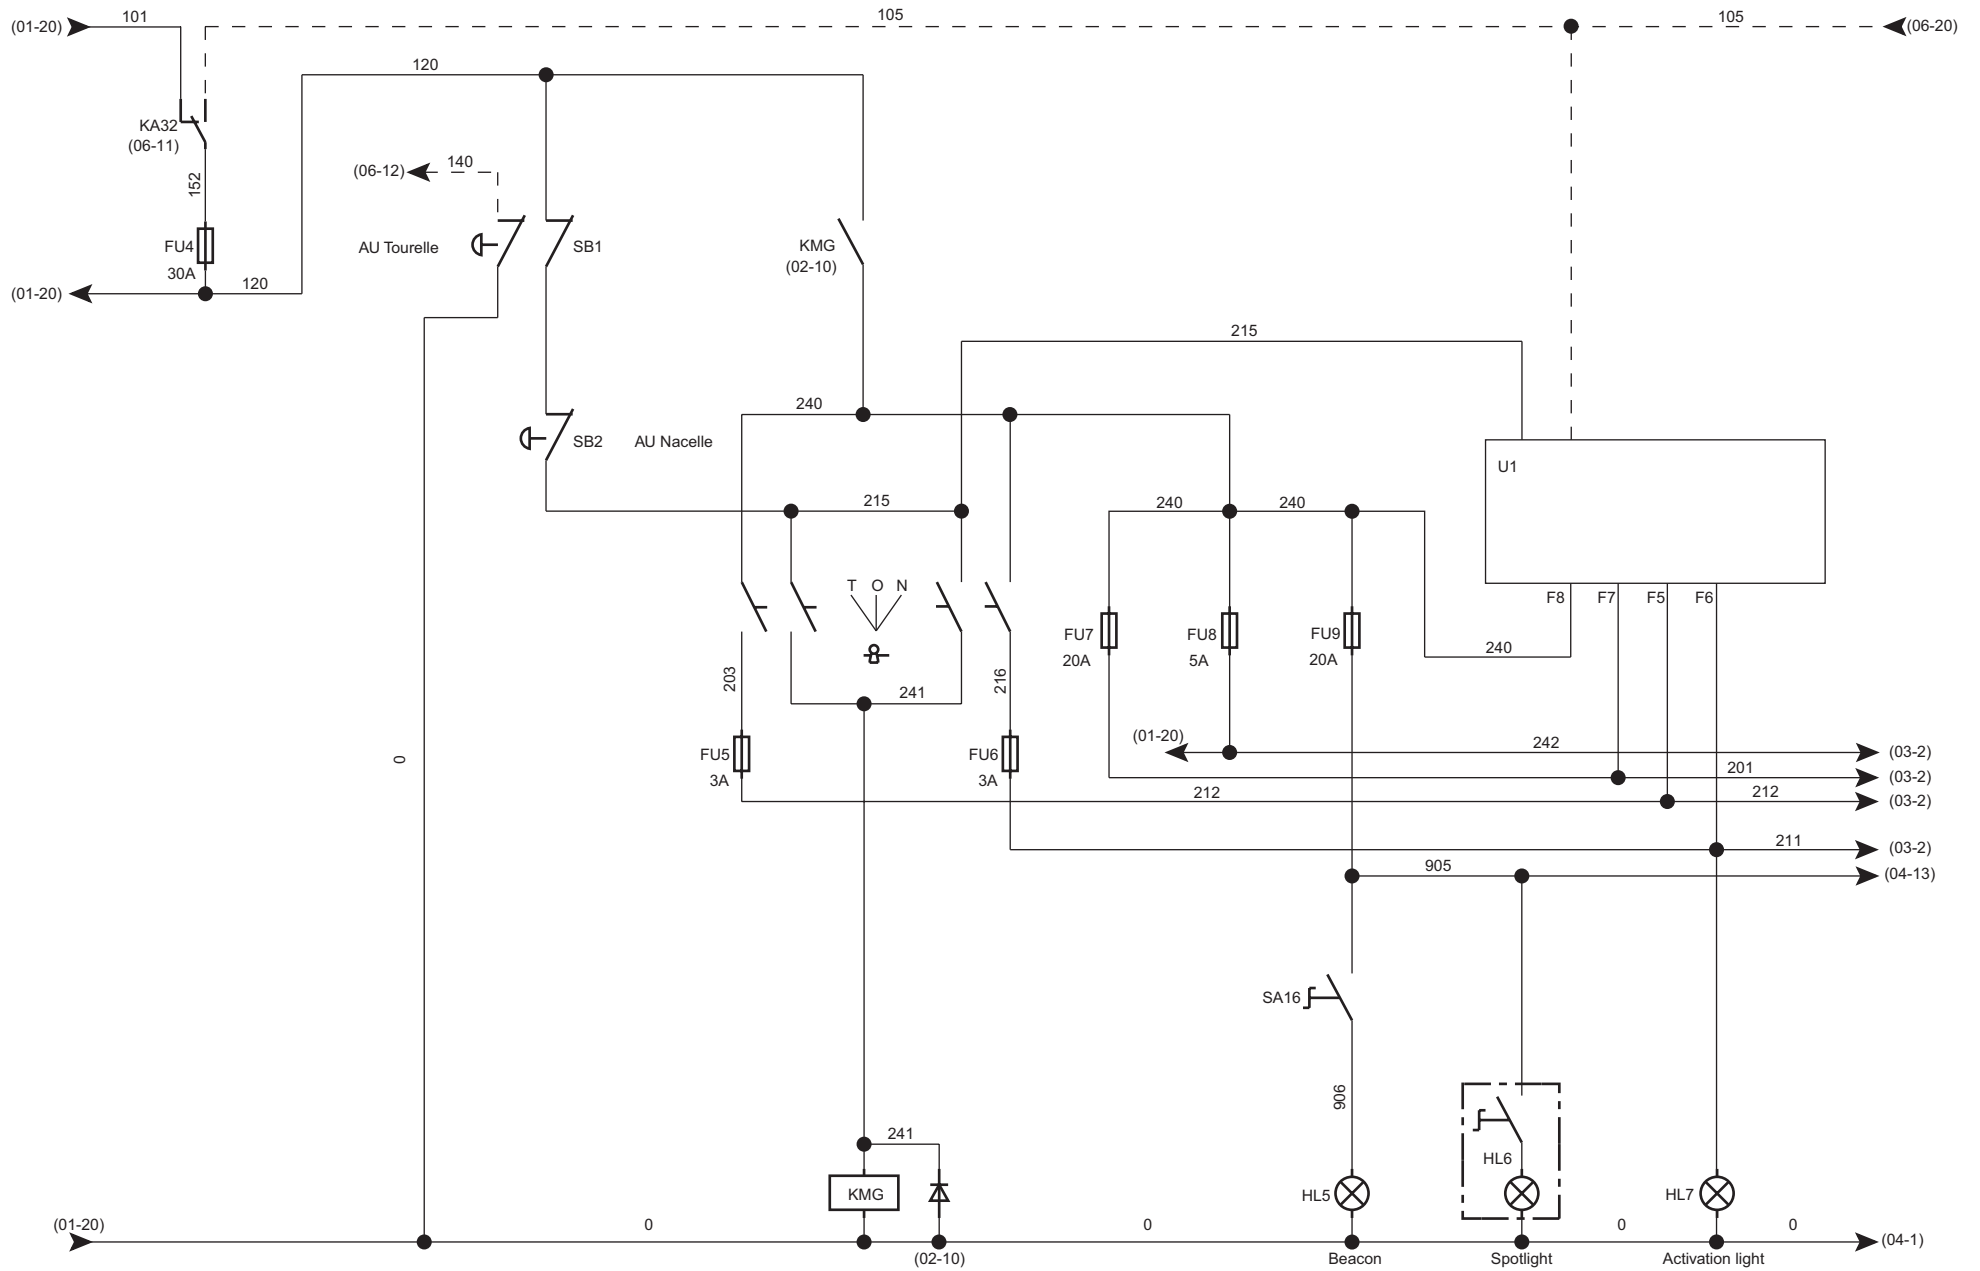 101
105
105
(01-20)
(06-20)
120
KA32
(06-11)
(06-12)
140
152
FU4
AU Tourelle
SB1
KMG
30A
(02-10)
120
(01-20)
215
240
SB2
AU Nacelle
U1
215
240
240
T O N
F8
F7
F5
F6
FU7
FU8
FU9
20A
5A
20A
240
203
216
241
(01-20)
242
(03-2)
0
FU5
FU6
201
(03-2)
3A
3A
212
212
(03-2)
211
(03-2)
905
(04-13)
SA16
906
241
HL6
KMG
HL5
HL7
(01-20)
0
0
0
0
(04-1)
(02-10)
Beacon
Spotlight
Activation light